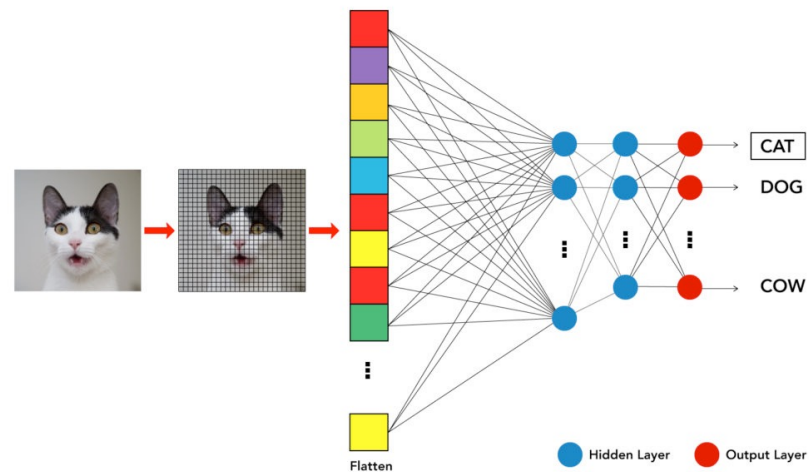 CAT
DOG
COW
Flatten
Hidden Layer
Output Layer